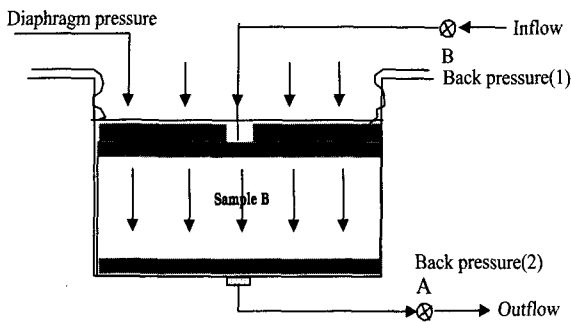 Diaphragm pressure
Inflow
B
Back pressure(1)
Sample B
Back pressure(2)
A
Outflow